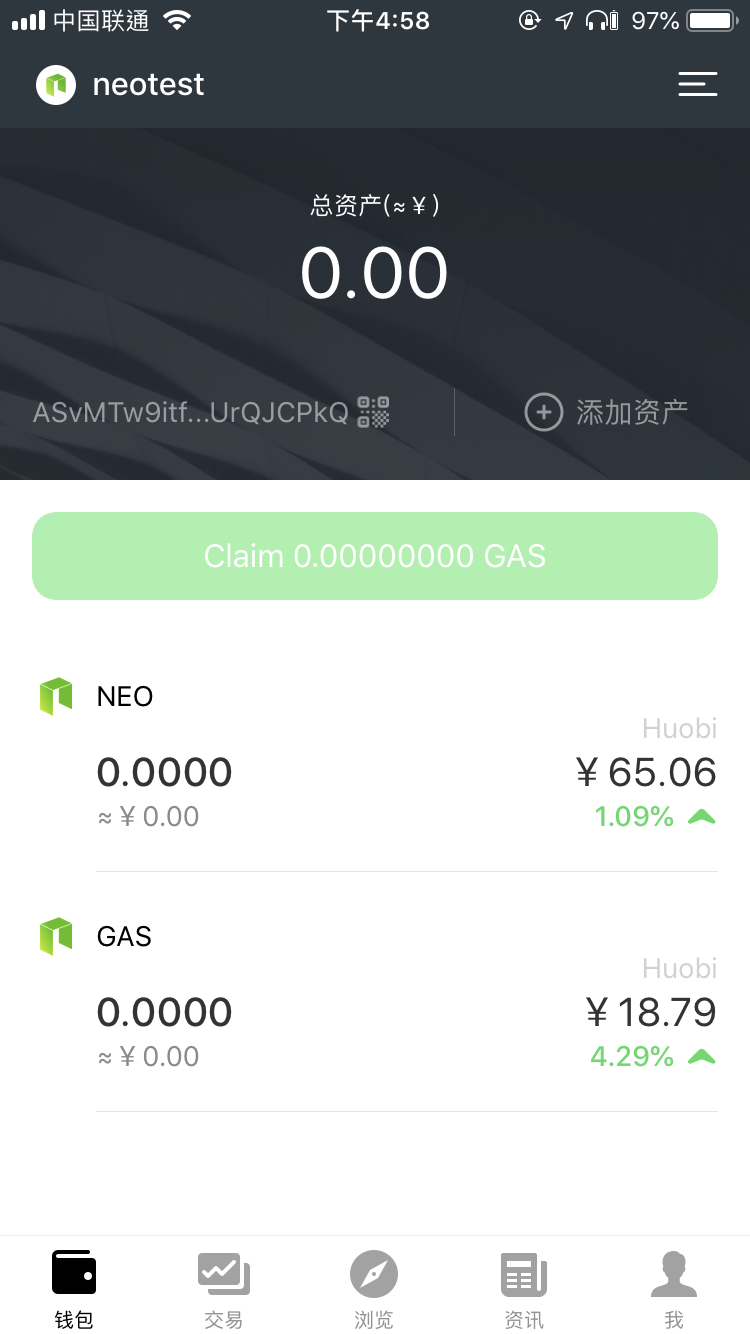 中国联通 下午4:58 97%
neotest
总资产(≈￥)
0.00
ASvMTw9itf...UrQJCPkQ 添加资产
Claim 0.00000000 GAS
NEO
Huobi
0.0000 ￥65.06
≈￥0.00 1.09%
GAS
Huobi
0.0000 ￥18.79
≈￥0.00 4.29%
钱包 交易 浏览 资讯 我